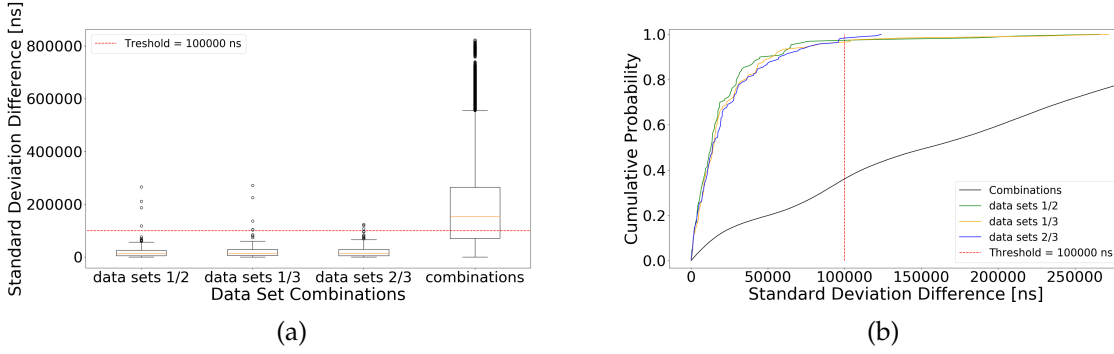 Standard Deviation Difference [ns]
800000
600000
400000
200000
0
Treshold = 100000 ns
data sets 1/2 data sets 1/3 data sets 2/3 combinations
Data Set Combinations
(a)
Cumulative Probability
1.0
0.8
0.6
0.4
0.2
0.0
Combinations
data sets 1/2
data sets 1/3
data sets 2/3
Threshold = 100000 ns
0 50000 100000 150000 200000 250000
Standard Deviation Difference [ns]
(b)